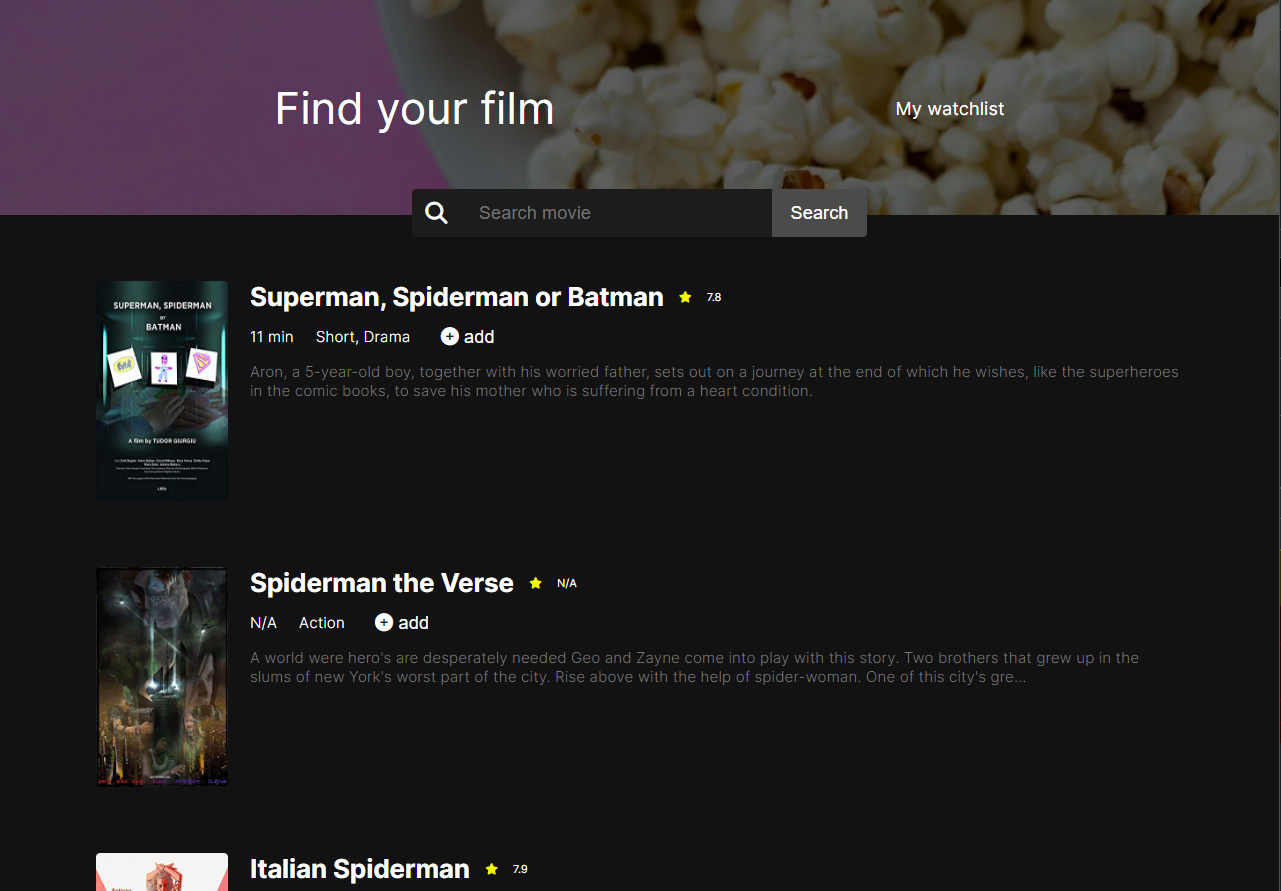 Find your film
My watchlist
Search movie
Search
SUPERMAN, SPIDERMAN
or
BATMAN
A film by TUDOR GIURGIU
Superman, Spiderman or Batman 7.8
11 min Short, Drama + add
Aron, a 5-year-old boy, together with his worried father, sets out on a journey at the end of which he wishes, like the superheroes
in the comic books, to save his mother who is suffering from a heart condition.
Spiderman the Verse N/A
N/A Action + add
A world were hero's are desperately needed Geo and Zayne come into play with this story. Two brothers that grew up in the
slums of new York's worst part of the city. Rise above with the help of spider-woman. One of this city's gre...
Italian Spiderman 7.9